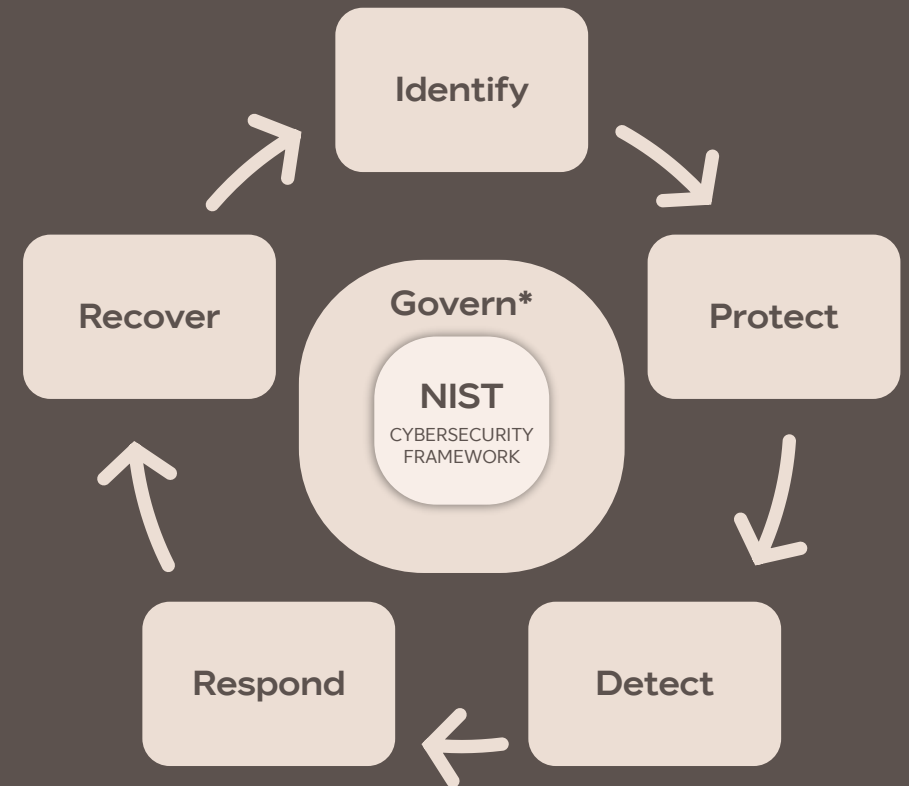 Identify
Recover
Protect
Govern*
NIST
CYBERSECURITY
FRAMEWORK
Respond
Detect